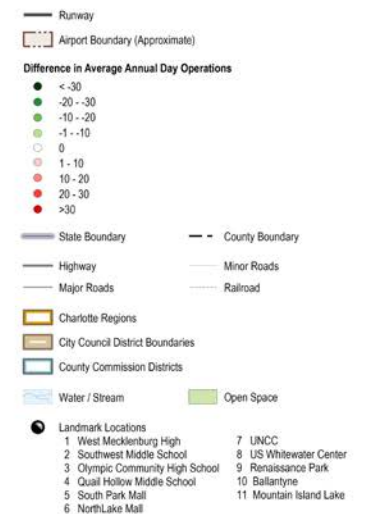 Runway
Airport Boundary (Approximate)
Difference in Average Annual Day Operations
< -30
-20 - -30
-10 - -20
-1 - -10
0
1 - 10
10 - 20
20 - 30
>30
State Boundary
County Boundary
Highway
Minor Roads
Major Roads
Railroad
Charlotte Regions
City Council District Boundaries
County Commission Districts
Water / Stream
Open Space
Landmark Locations
1 West Mecklenburg High
2 Southwest Middle School
3 Olympic Community High School
4 Quail Hollow Middle School
5 South Park Mall
6 NorthLake Mall
7 UNCC
8 US Whitewater Center
9 Renaissance Park
10 Ballantyne
11 Mountain Island Lake